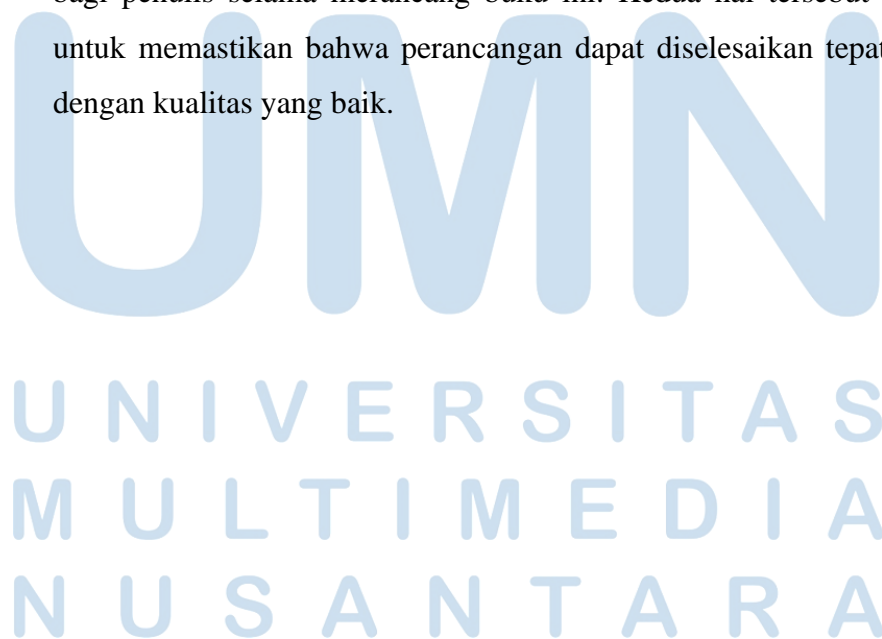 bagi penulis selama merancang buku ini. Kedua hal tersebut
untuk memastikan bahwa perancangan dapat diselesaikan tepat
dengan kualitas yang baik.
UMN
UNIVERSITAS
MULTIMEDIA
NUSANTARA